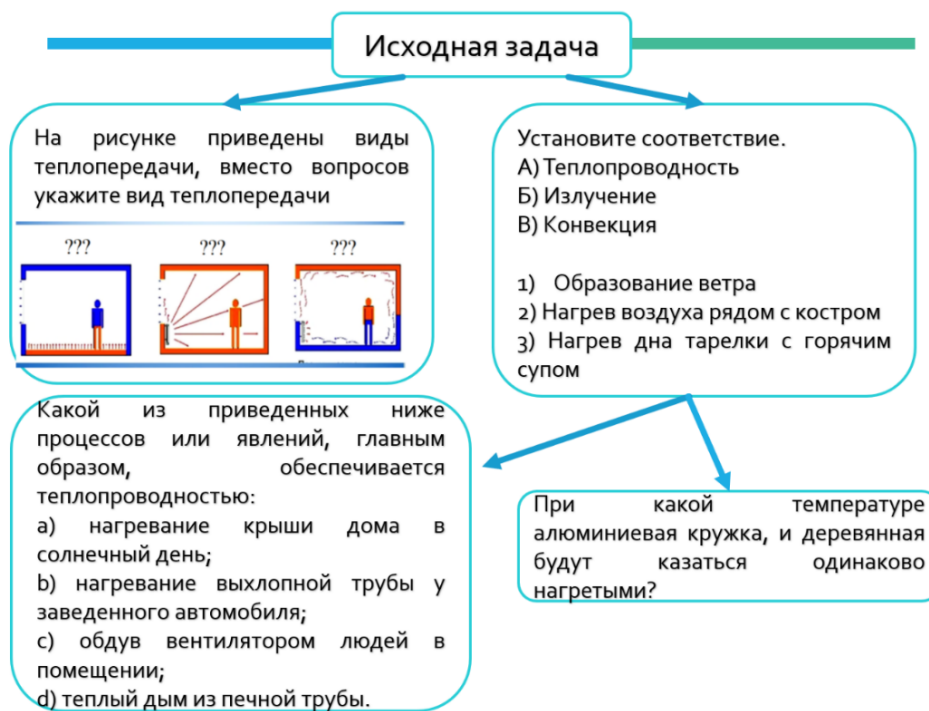 Исходная задача
На рисунке приведены виды
теплопередачи, вместо вопросов
укажите вид теплопередачи
??? ??? ???
Установите соответствие.
А) Теплопроводность
Б) Излучение
В) Конвекция
1) Образование ветра
2) Нагрев воздуха рядом с костром
3) Нагрев дна тарелки с горячим
супом
Какой из приведенных ниже
процессов или явлений, главным
образом, обеспечивается
теплопроводностью:
a) нагревание крыши дома в
солнечный день;
b) нагревание выхлопной трубы у
заведенного автомобиля;
c) обдув вентилятором людей в
помещении;
d) теплый дым из печной трубы.
При какой температуре
алюминиевая кружка, и деревянная
будут казаться одинаково
нагретыми?